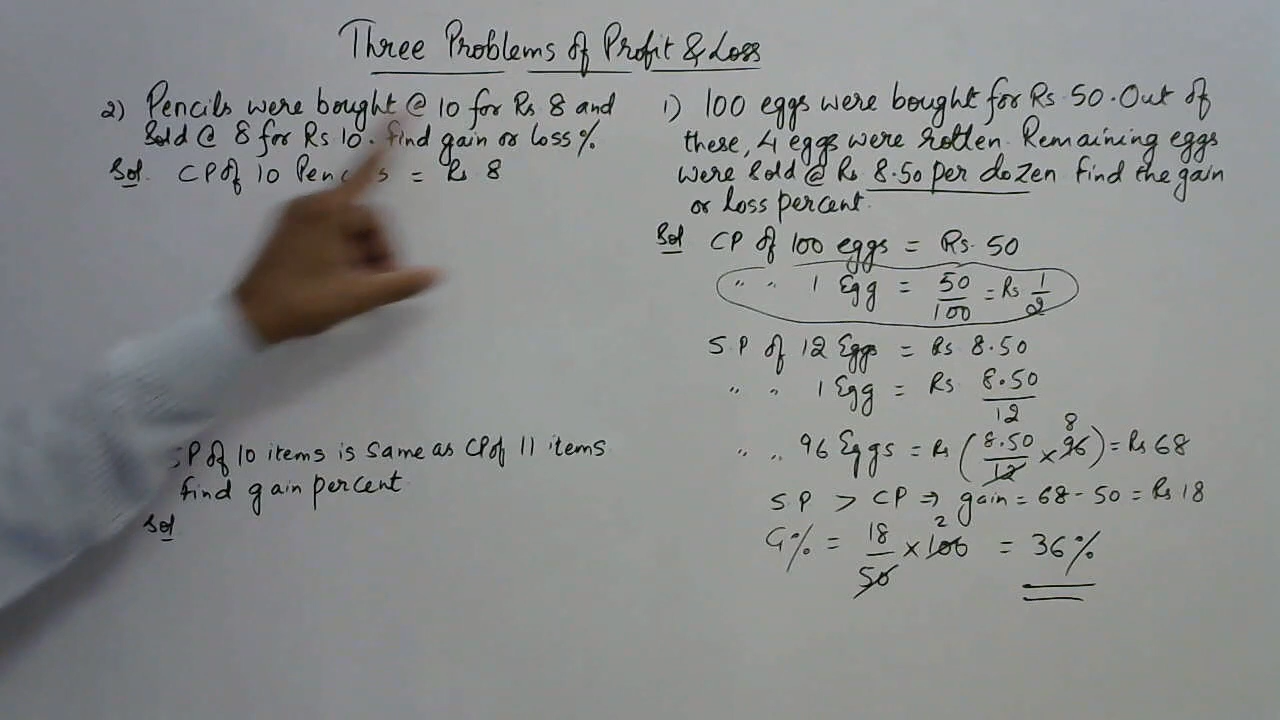 Three Problems of Profit & Loss
2) Pencils were bought @ 10 for Rs 8 and
Sold @ 8 for Rs 10. find gain or loss %.
Sol. CP of 10 Pencils = Rs 8
SP of 10 items is same as CP of 11 items
find gain percent
Sol
1) 100 eggs were bought for Rs. 50. Out of
these, 4 eggs were rotten. Remaining eggs
were Sold @ Rs 8.50 per dozen find the gain
or loss percent.
Sol CP of 100 eggs = Rs. 50
" " 1 Egg = 50/100 = Rs 1/2
S.P of 12 Eggs = Rs 8.50
" " 1 Egg = Rs 8.50/12
" " 96 Eggs = Rs (8.50/12 × 96) = Rs 68
8
S.P > CP ⇒ gain = 68 - 50 = Rs 18
G% = 18/50 × 100 = 36%
2